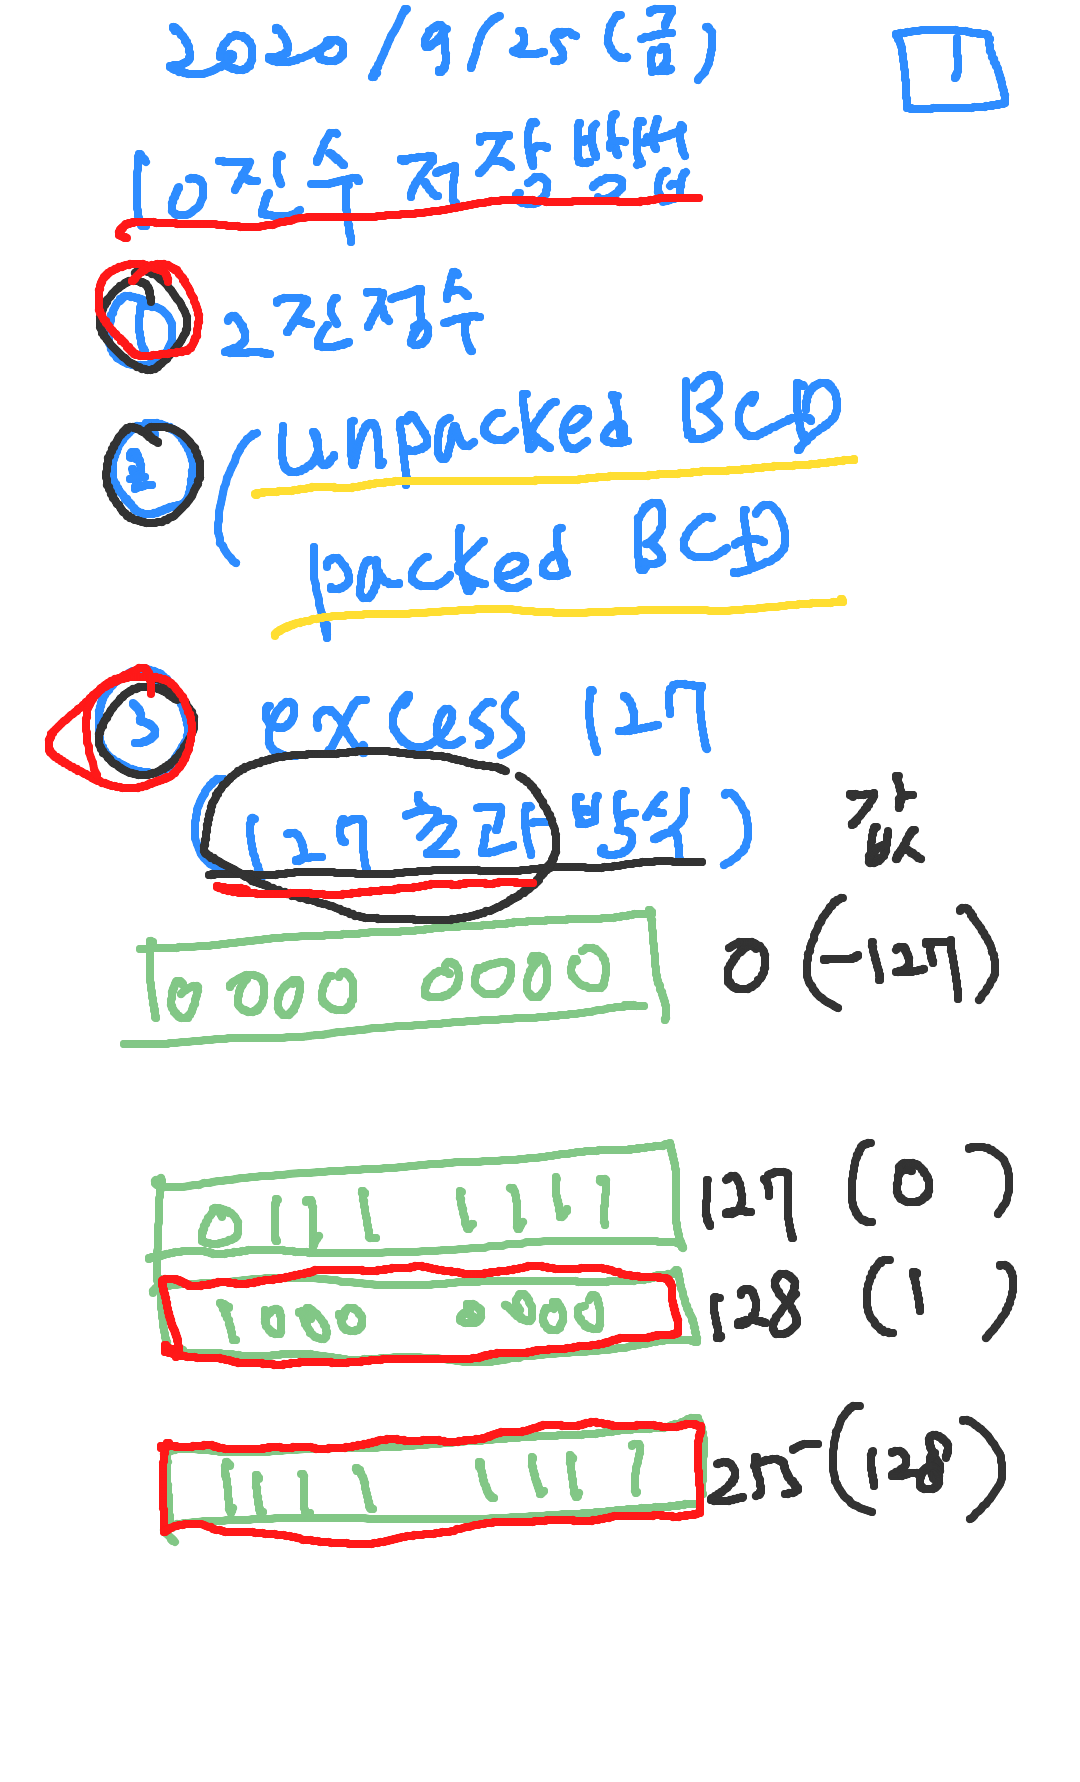 2020/9/25(금) 1
10진수 저장방법
① 2진정수
② (unpacked BCD
packed BCD
③ excess 127
(127 초과 방식) 값
0000 0000 0 (-127)
0111 1111 127 (0)
1000 0000 128 (1)
1111 1111 255 (128)